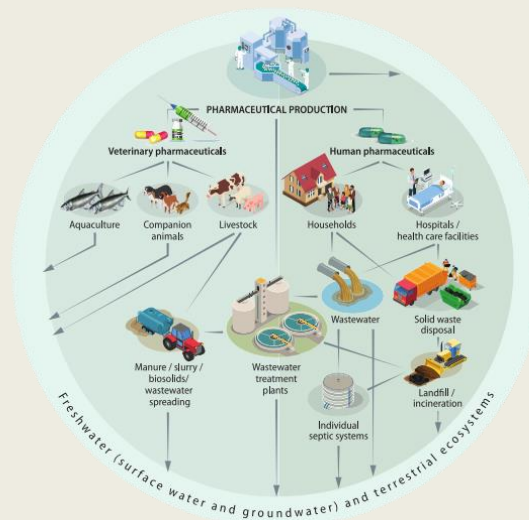 PHARMACEUTICAL PRODUCTION
Veterinary pharmaceuticals
Human pharmaceuticals
Aquaculture
Companion
animals
Livestock
Households
Hospitals /
health care facilities
Manure / slurry /
biosolids/
wastewater
spreading
Wastewater
treatment
plants
Wastewater
Solid waste
disposal
Individual
septic systems
Landfill /
incineration
Freshwater (surface water and groundwater) and terrestrial ecosystems